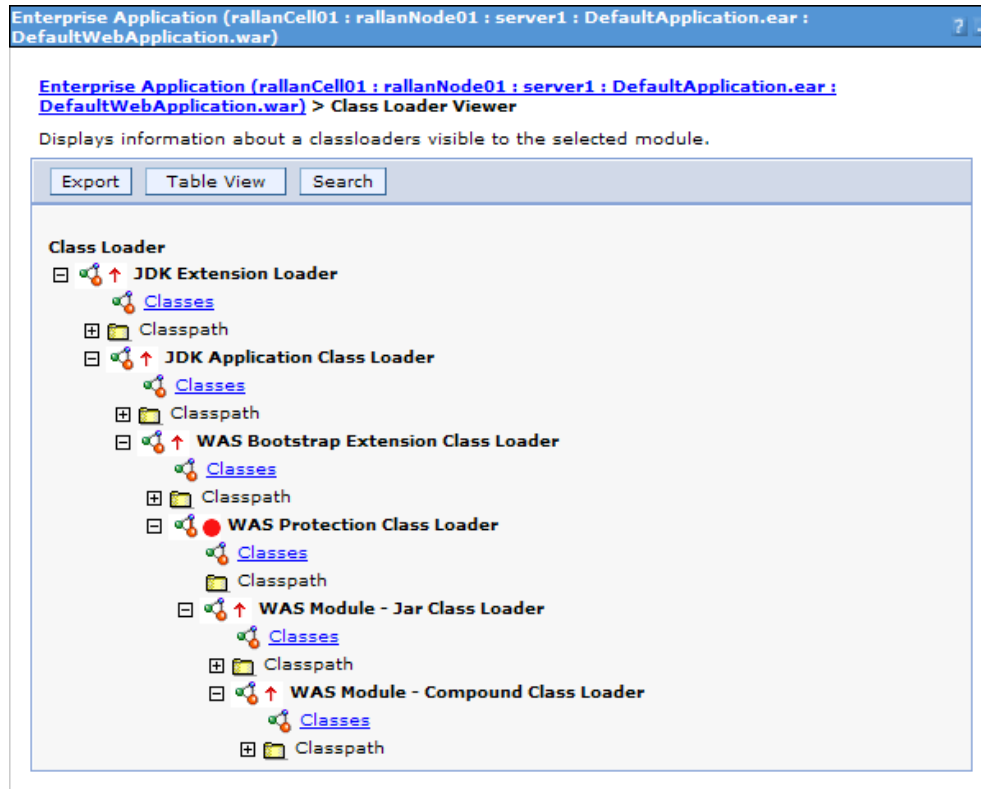 Enterprise Application (rallanCell01 : rallanNode01 : server1 : DefaultApplication.ear :
DefaultWebApplication.war)
?
Enterprise Application (rallanCell01 : rallanNode01 : server1 : DefaultApplication.ear :
DefaultWebApplication.war) > Class Loader Viewer
Displays information about a classloaders visible to the selected module.
Export Table View Search
Class Loader
JDK Extension Loader
Classes
Classpath
JDK Application Class Loader
Classes
Classpath
WAS Bootstrap Extension Class Loader
Classes
Classpath
WAS Protection Class Loader
Classes
Classpath
WAS Module - Jar Class Loader
Classes
Classpath
WAS Module - Compound Class Loader
Classes
Classpath